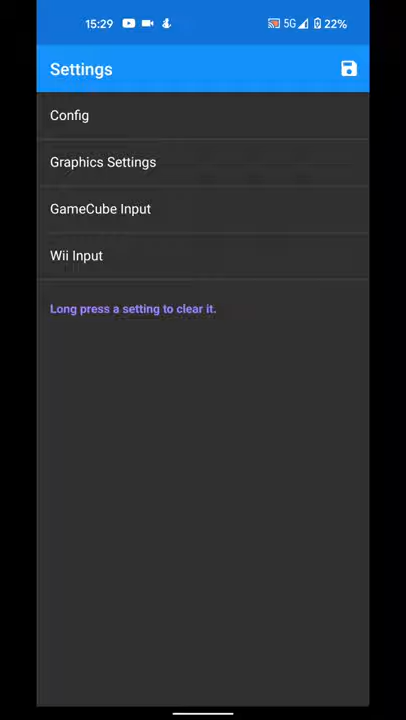 15:29 5G 22%
Settings
Config
Graphics Settings
GameCube Input
Wii Input
Long press a setting to clear it.